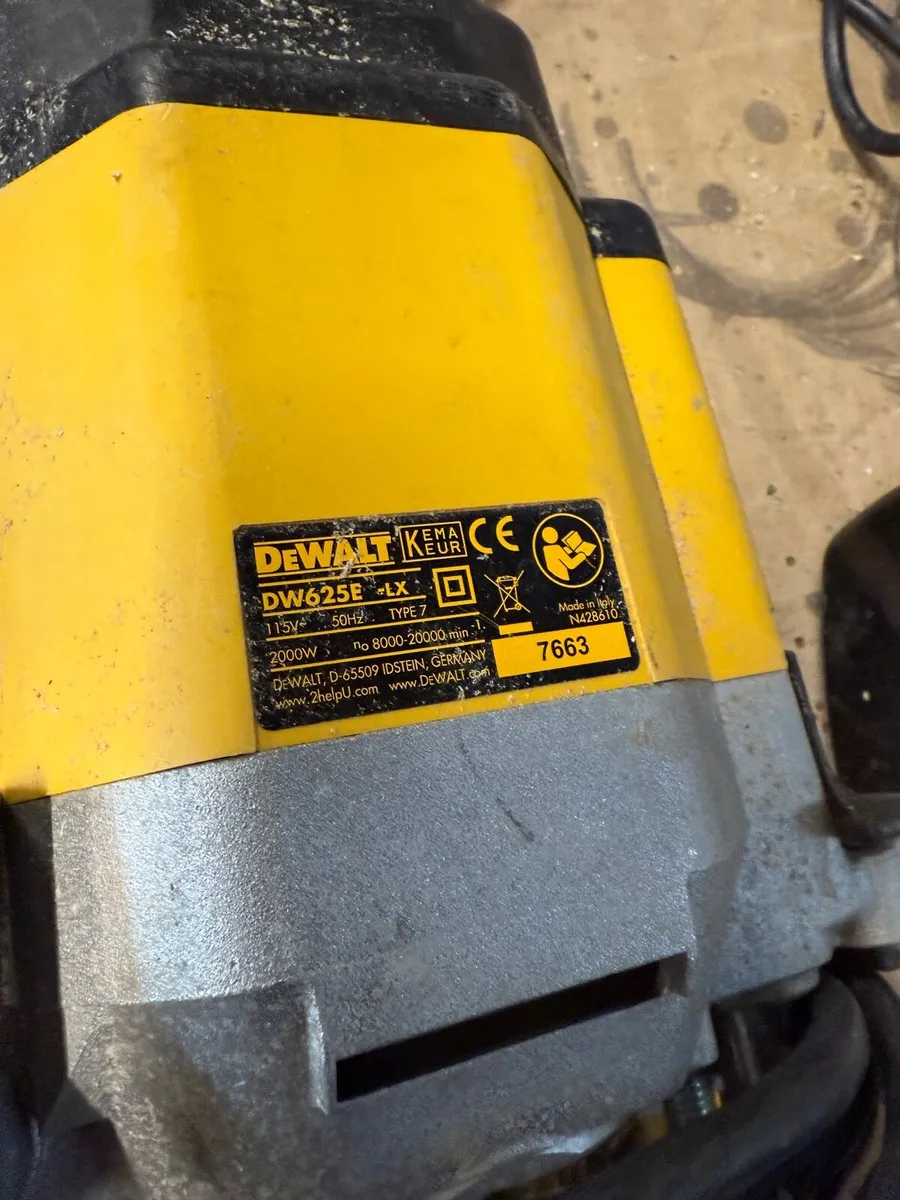 DEWALT KEMA KEUR CE
DW625E -LX
115V~ 50HZ TYPE 7
2000W no 8000-20000 min -1
DEWALT, D-65509 IDSTEIN, GERMANY
www.2helpU.com www.DEWALT.com
Made in Italy
N428610
7663